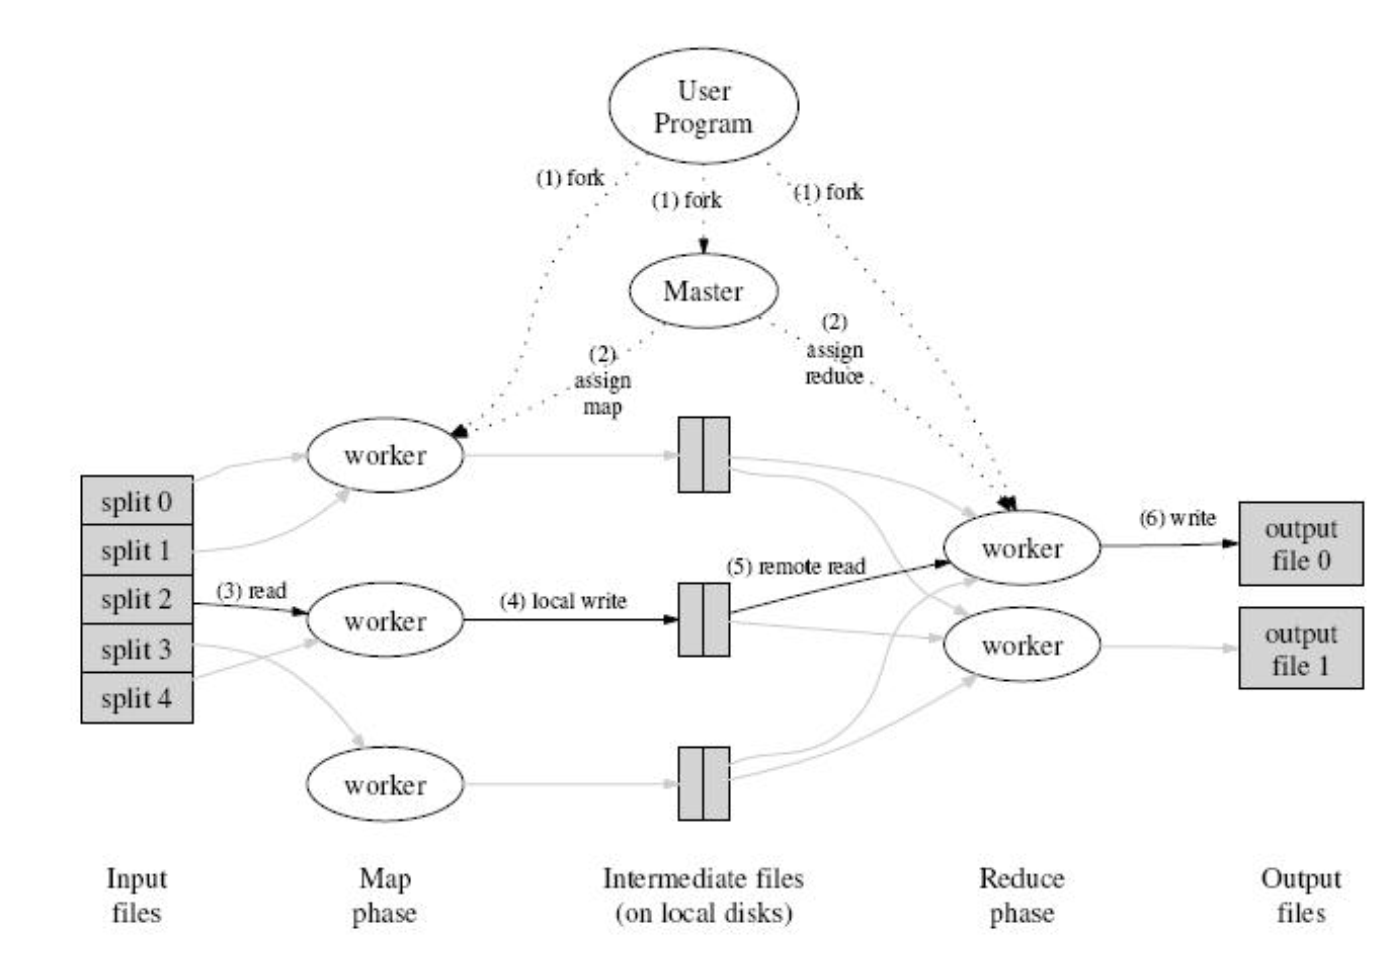 User
Program
(1) fork
(1) fork
(1) fork
Master
(2)
assign
map
(2)
assign
reduce
worker
split 0
split 1
split 2
split 3
split 4
(3) read
worker
(4) local write
(5) remote read
worker
(6) write
output
file 0
worker
output
file 1
worker
Input
files
Map
phase
Intermediate files
(on local disks)
Reduce
phase
Output
files